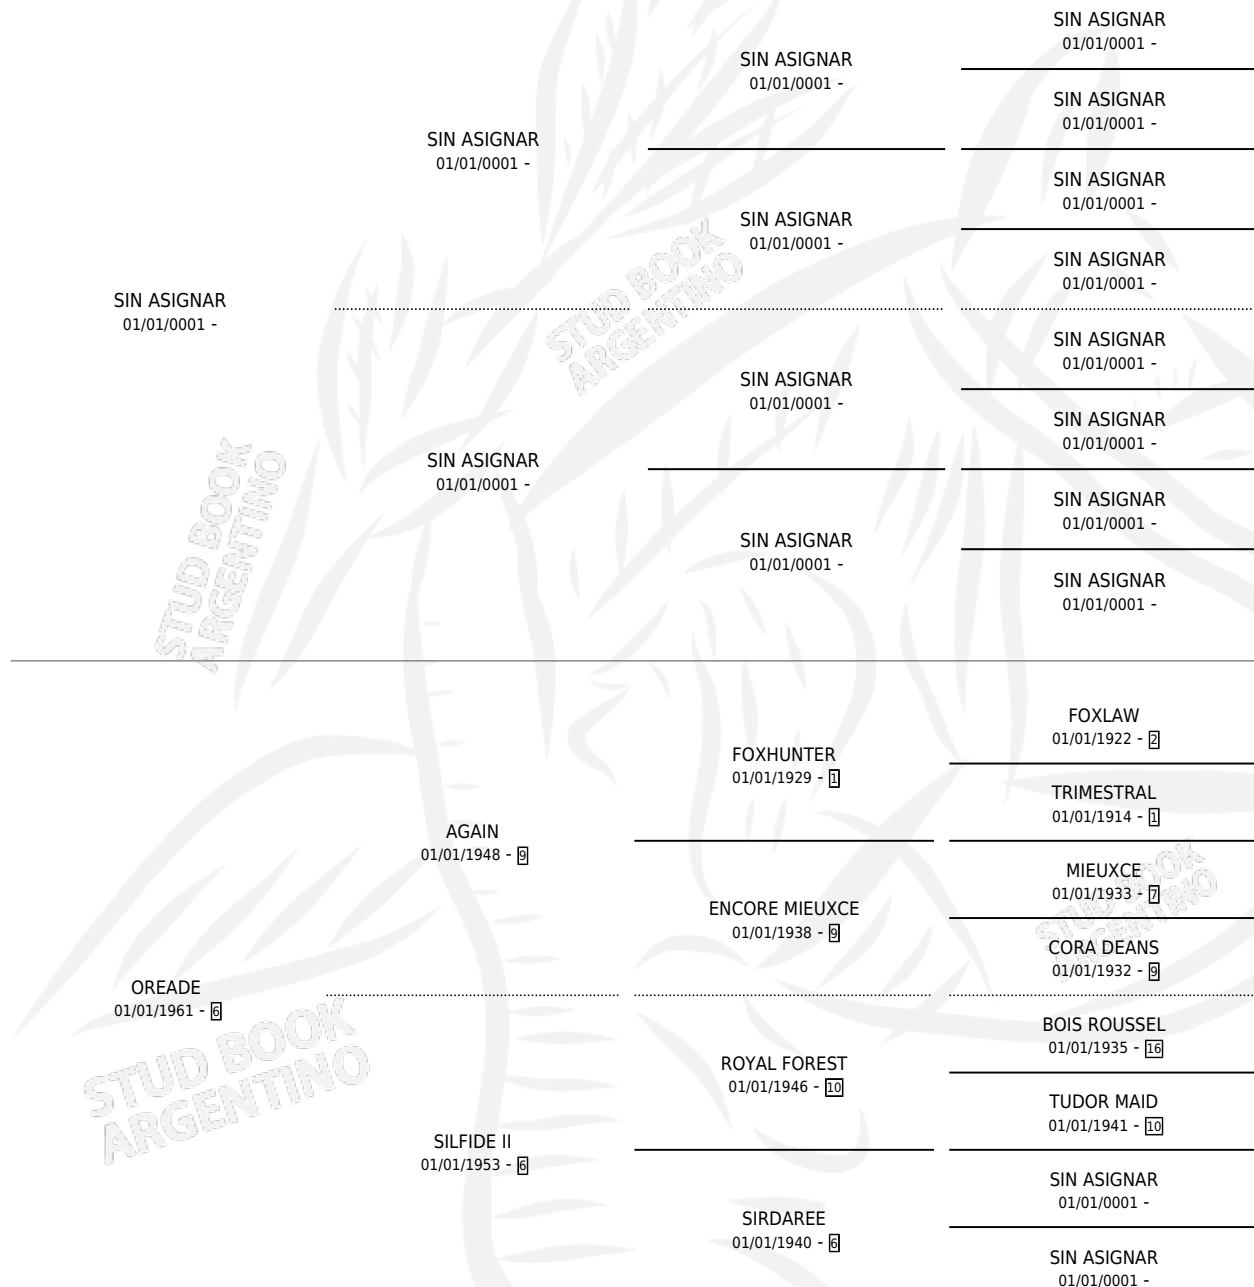 SIN ASIGNAR
01/01/0001 -
SIN ASIGNAR
01/01/0001 -
SIN ASIGNAR
01/01/0001 -
SIN ASIGNAR
01/01/0001 -
SIN ASIGNAR
01/01/0001 -
SIN ASIGNAR
01/01/0001 -
SIN ASIGNAR
01/01/0001 -
SIN ASIGNAR
01/01/0001 -
SIN ASIGNAR
01/01/0001 -
SIN ASIGNAR
01/01/0001 -
SIN ASIGNAR
01/01/0001 -
SIN ASIGNAR
01/01/0001 -
SIN ASIGNAR
01/01/0001 -
SIN ASIGNAR
01/01/0001 -
SIN ASIGNAR
01/01/0001 -
STUD BOOK
ARGENTINO
STUD BOOK
ARGENTINO
FOXLAW
01/01/1922 - 2
FOXHUNTER
01/01/1929 - 1
TRIMESTRAL
01/01/1914 - 1
AGAIN
01/01/1948 - 9
MIEUXCE
01/01/1933 - 7
ENCORE MIEUXCE
01/01/1938 - 9
CORA DEANS
01/01/1932 - 9
OREADE
01/01/1961 - 6
BOIS ROUSSEL
01/01/1935 - 16
ROYAL FOREST
01/01/1946 - 10
TUDOR MAID
01/01/1941 - 10
SILFIDE II
01/01/1953 - 6
SIN ASIGNAR
01/01/0001 -
SIRDAREE
01/01/1940 - 6
SIN ASIGNAR
01/01/0001 -
STUD BOOK
ARGENTINO
STUD BOOK
ARGENTINO